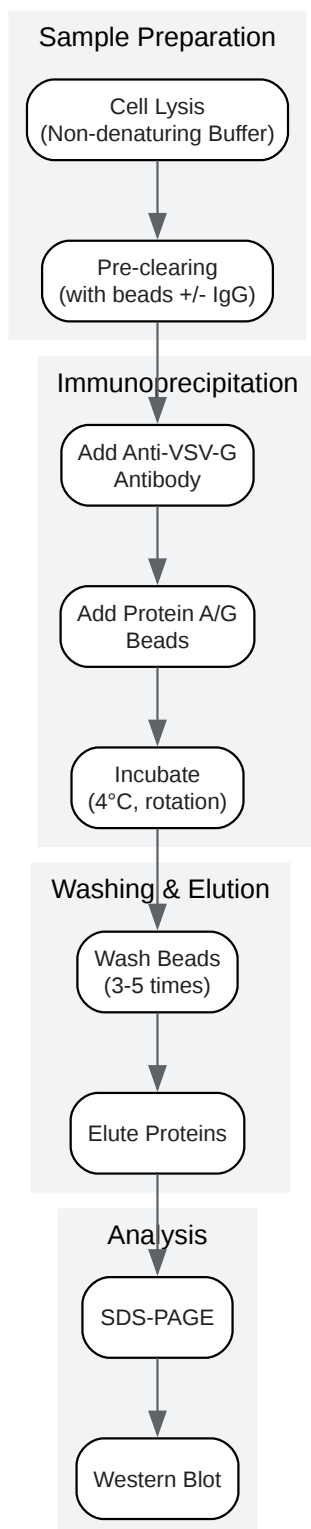 Sample Preparation
Cell Lysis
(Non-denaturing Buffer)
Pre-clearing
(with beads +/- IgG)
Immunoprecipitation
Add Anti-VSV-G
Antibody
Add Protein A/G
Beads
Incubate
(4°C, rotation)
Washing & Elution
Wash Beads
(3-5 times)
Elute Proteins
Analysis
SDS-PAGE
Western Blot